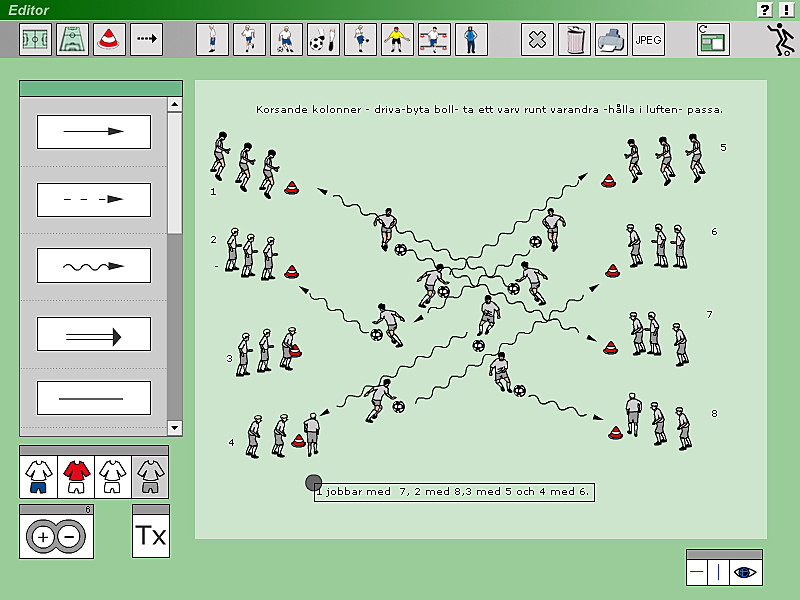 Editor
? !
JPEG
Korsande kolonner - driva-byta boll- ta ett varv runt varandra -hålla i luften- passa.
1
2
-
3
4
5
6
7
8
1 jobbar med  7, 2 med 8,3 med 5 och 4 med 6.
6
Tx